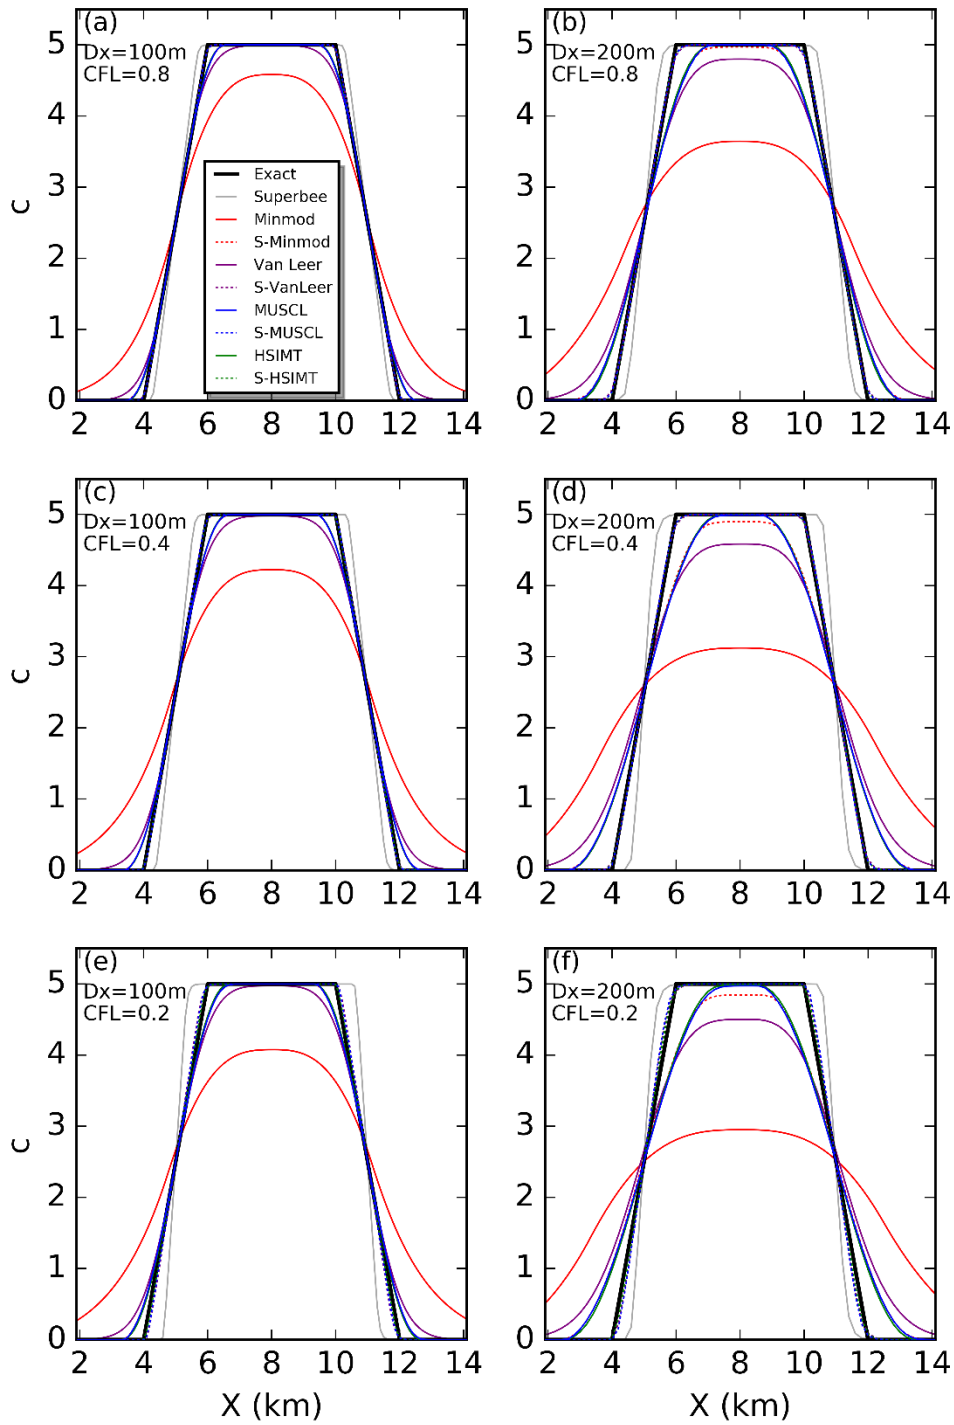 (a)
Dx=100m
CFL=0.8
c
5
4
3
2
1
0
2 4 6 8 10 12 14
Exact
Superbee
Minmod
S-Minmod
Van Leer
S-VanLeer
MUSCL
S-MUSCL
HSIMT
S-HSIMT
(b)
Dx=200m
CFL=0.8
5
4
3
2
1
0
2 4 6 8 10 12 14
(c)
Dx=100m
CFL=0.4
c
5
4
3
2
1
0
2 4 6 8 10 12 14
(d)
Dx=200m
CFL=0.4
5
4
3
2
1
0
2 4 6 8 10 12 14
(e)
Dx=100m
CFL=0.2
c
5
4
3
2
1
0
2 4 6 8 10 12 14
X (km)
(f)
Dx=200m
CFL=0.2
5
4
3
2
1
0
2 4 6 8 10 12 14
X (km)